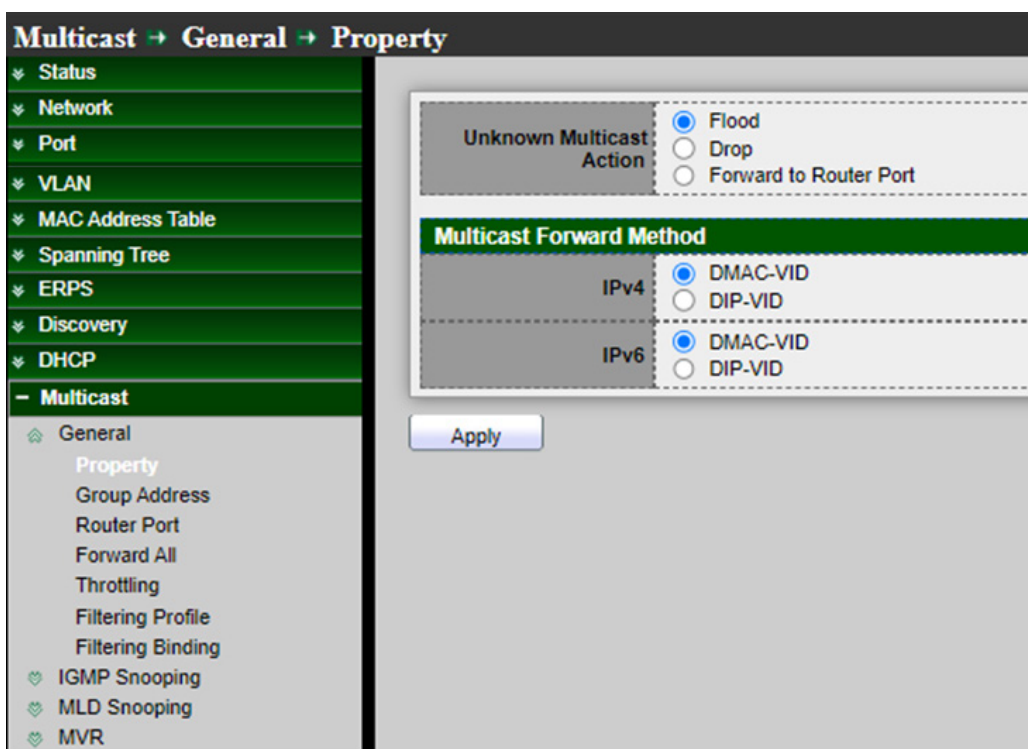 Multicast → General → Property
Status
Network
Port
VLAN
MAC Address Table
Spanning Tree
ERPS
Discovery
DHCP
Multicast
General
Property
Group Address
Router Port
Forward All
Throttling
Filtering Profile
Filtering Binding
IGMP Snooping
MLD Snooping
MVR
Unknown Multicast
Action
Flood
Drop
Forward to Router Port
Multicast Forward Method
IPv4
DMAC-VID
DIP-VID
IPv6
DMAC-VID
DIP-VID
Apply